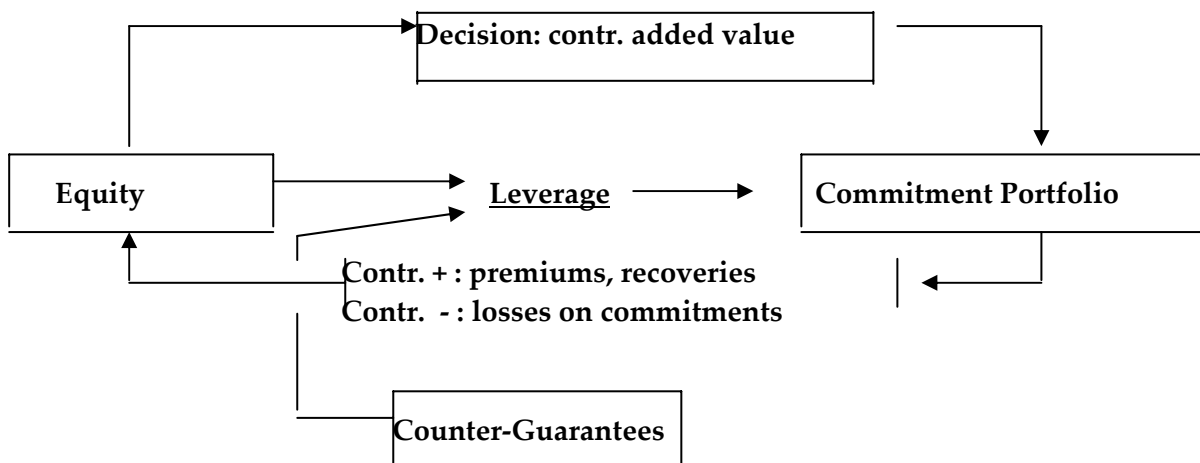 Decision: contr. added value
Equity
Leverage
Commitment Portfolio
Contr. + : premiums, recoveries
Contr. - : losses on commitments
Counter-Guarantees